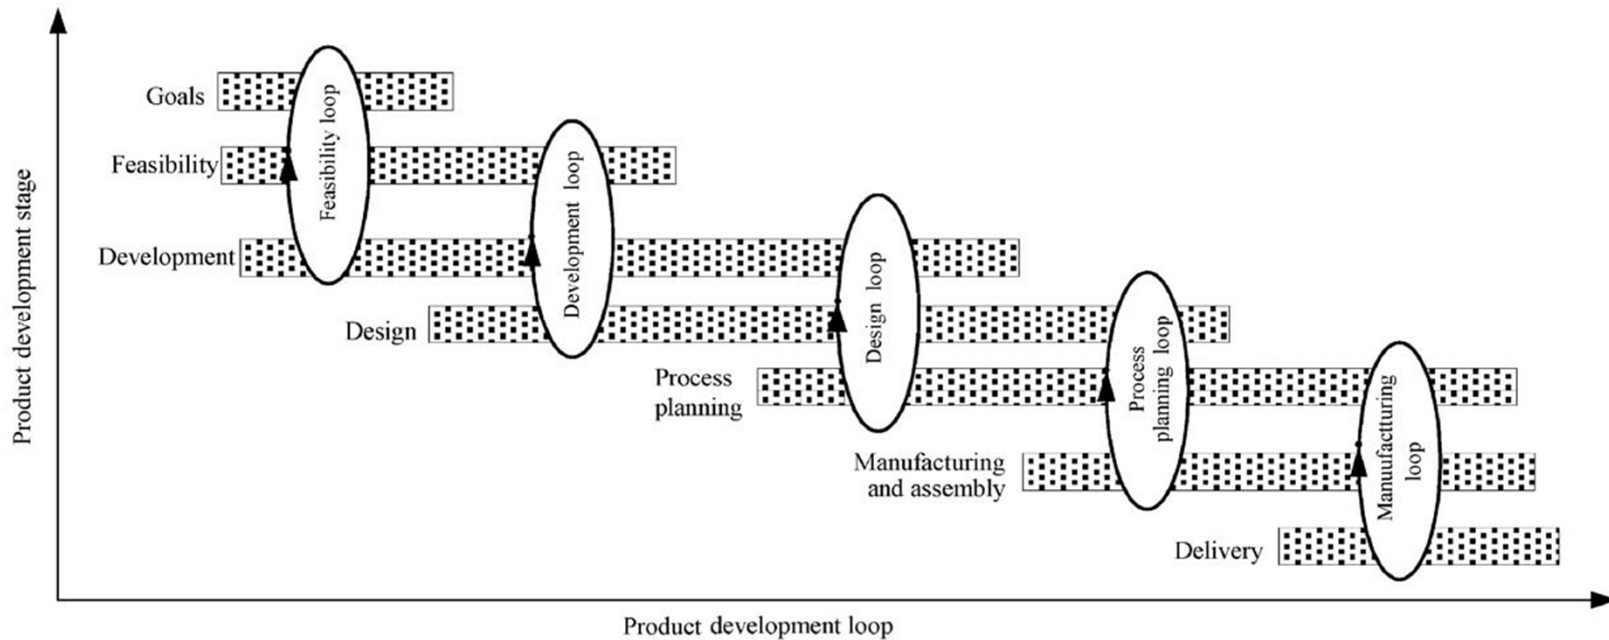 Product development stage
Goals
Feasibility loop
Feasibility
Development loop
Development
Design loop
Design
Process
planning
Process
planning loop
Manufacturing
and assembly
Manufactturing
loop
Delivery
Product development loop